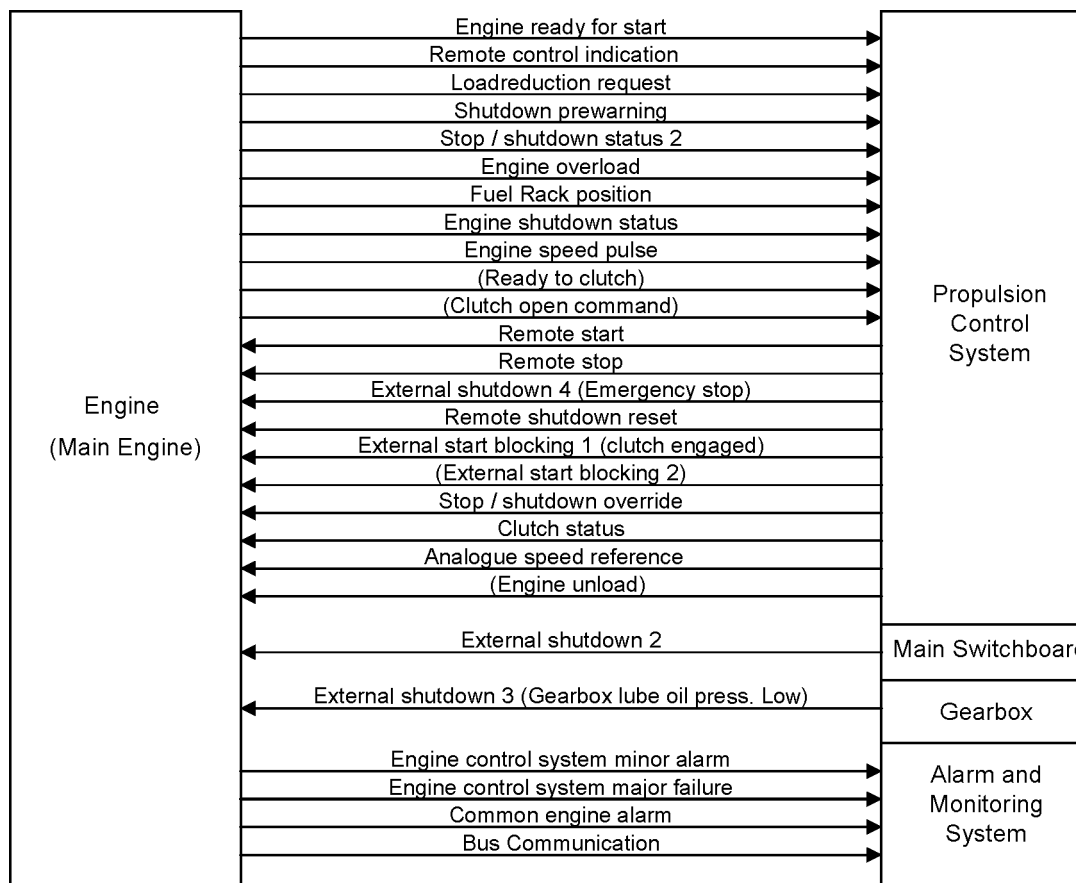 Engine ready for start
Remote control indication
Loadreduction request
Shutdown prewarning
Stop / shutdown status 2
Engine overload
Fuel Rack position
Engine shutdown status
Engine speed pulse
(Ready to clutch)
(Clutch open command)
Remote start
Remote stop
External shutdown 4 (Emergency stop)
Remote shutdown reset
External start blocking 1 (clutch engaged)
(External start blocking 2)
Stop / shutdown override
Clutch status
Analogue speed reference
(Engine unload)
Engine
(Main Engine)
Propulsion
Control
System
External shutdown 2
Main Switchboard
External shutdown 3 (Gearbox lube oil press. Low)
Gearbox
Engine control system minor alarm
Engine control system major failure
Common engine alarm
Bus Communication
Alarm and
Monitoring
System